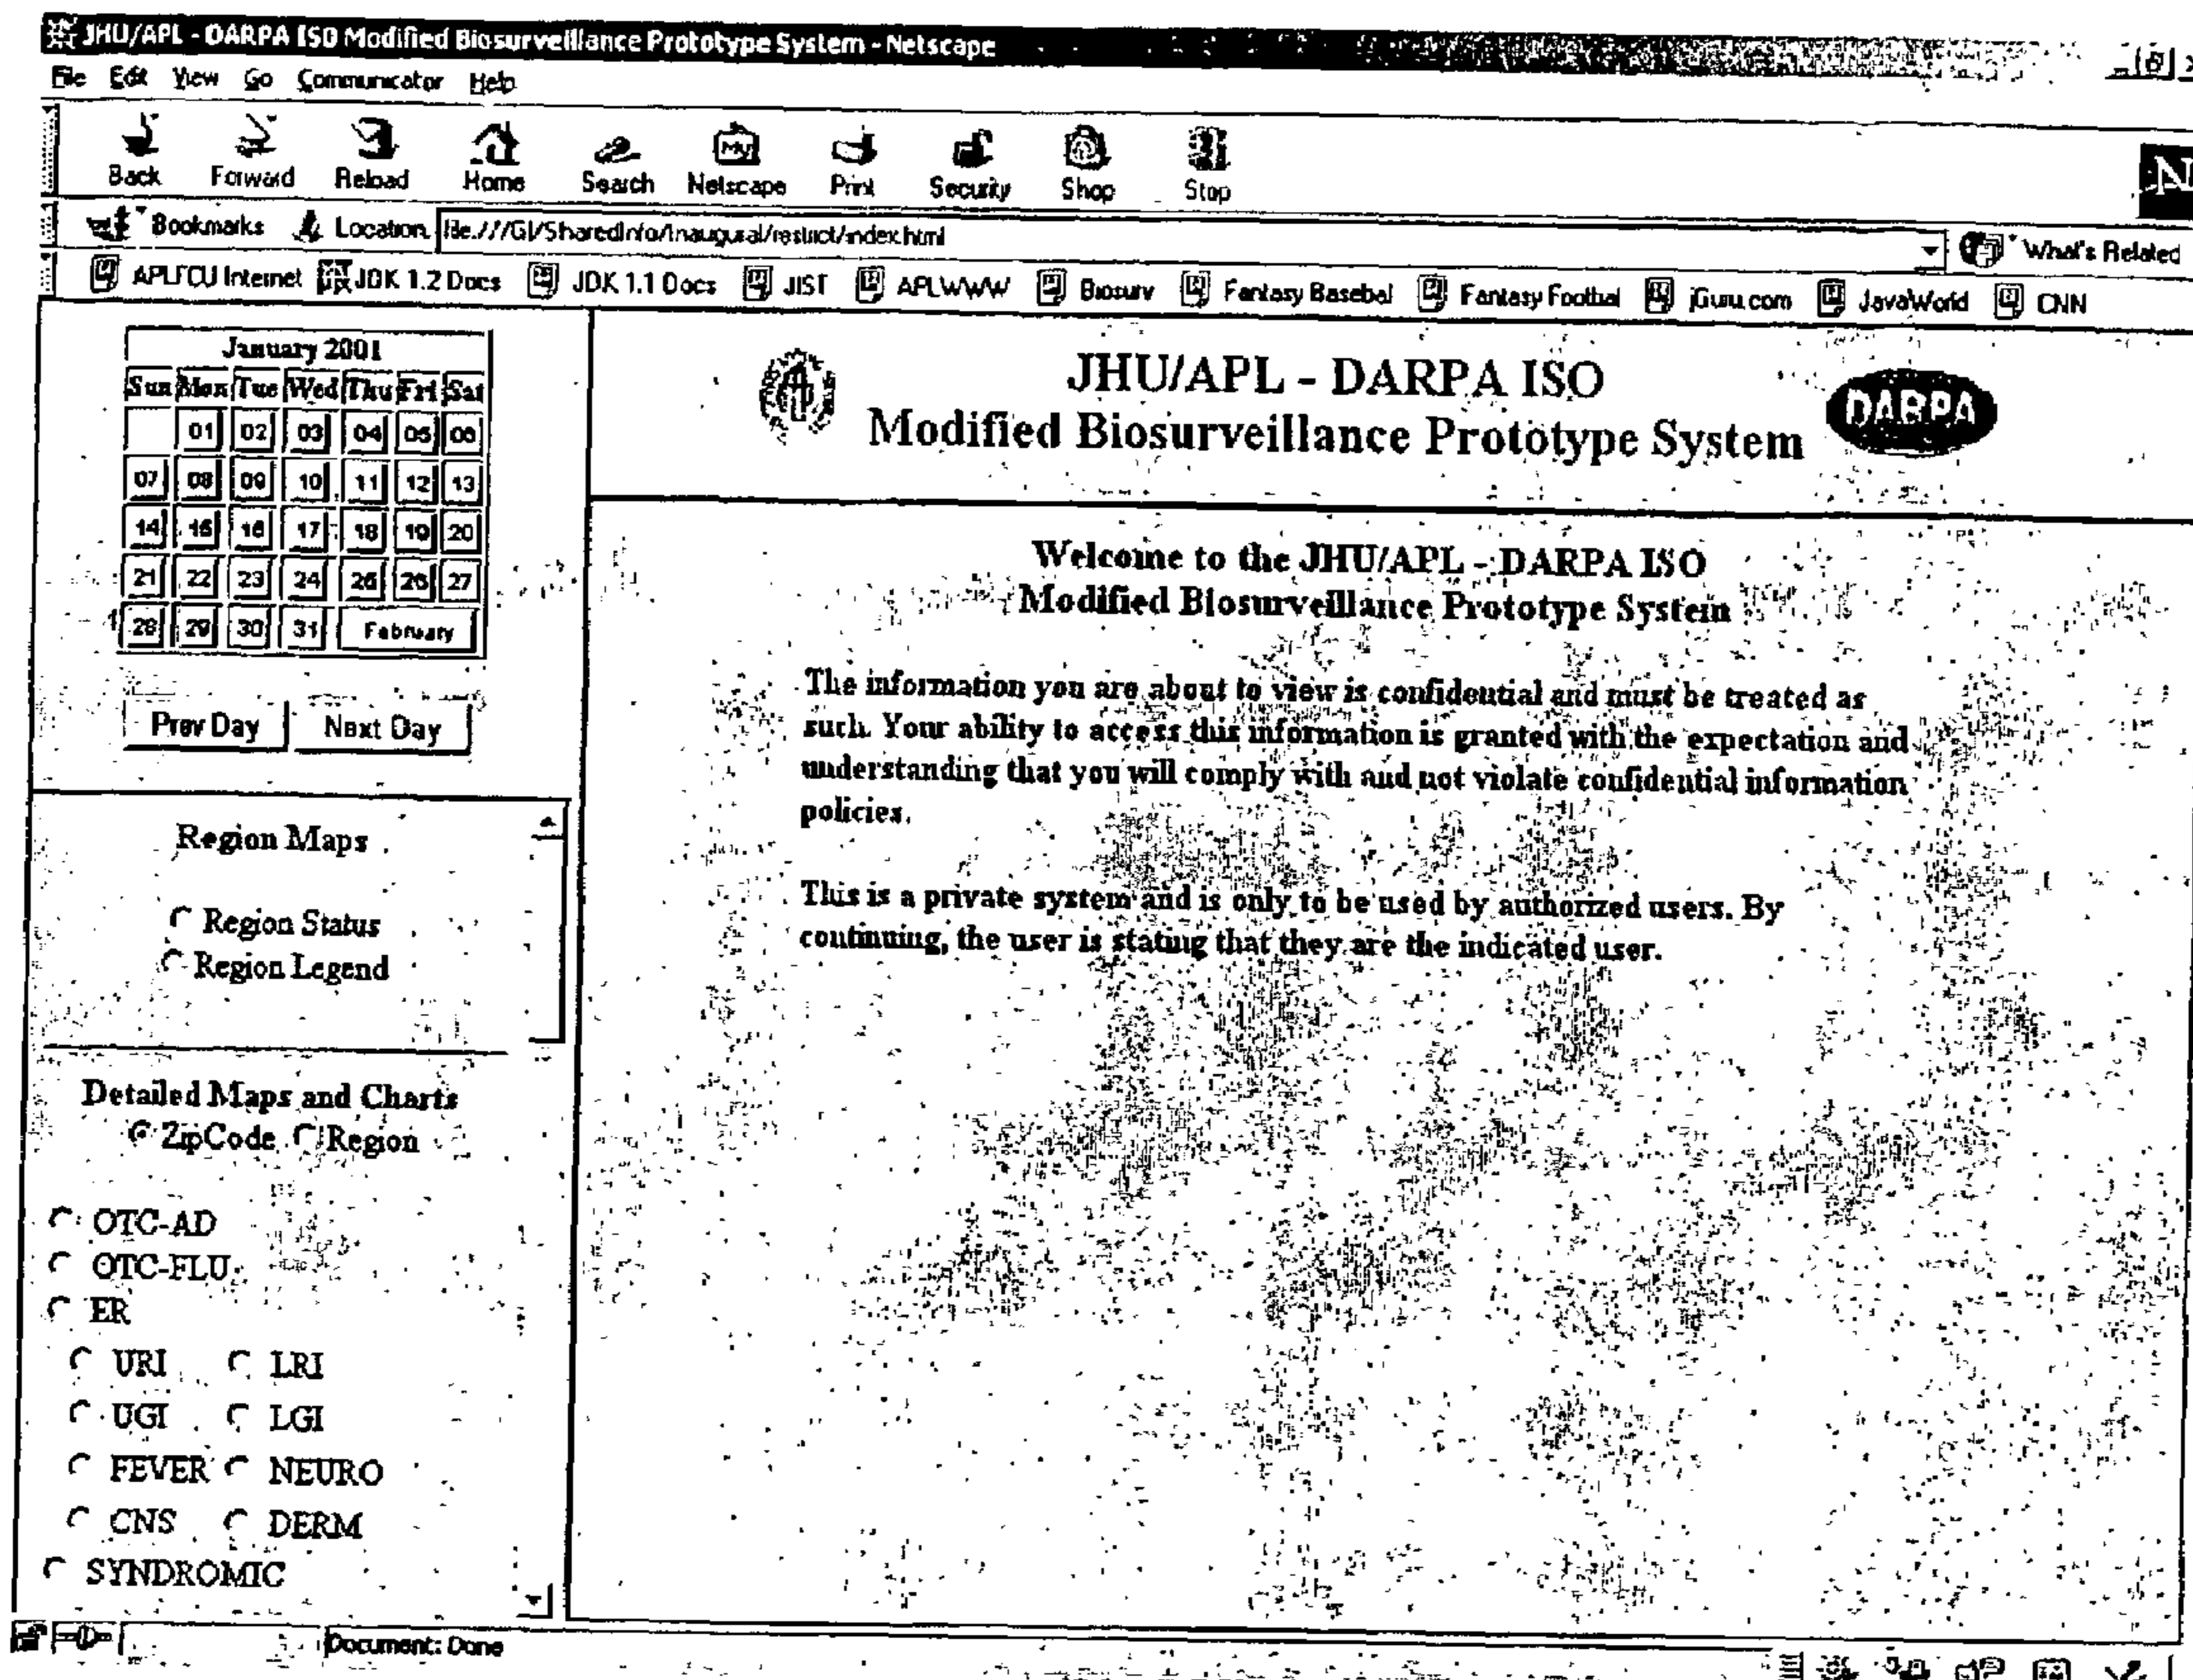 JHU/APL - DARPA ISO Modified Biosurveillance Prototype System - Netscape
File Edit View Go Communicator Help
Back Forward Reload Home Search Netscape Print Security Shop Stop
N
Bookmarks Location: file:///G|/SharedInfo/Inaugural/restrict/index.html What's Related
APL/FCU Internet JDK 1.2 Docs JDK 1.1 Docs JIST APLWWW Biosurv Fantasy Basebal Fantasy Footbal jGuru.com JavaWorld CNN
January 2001
Sun Mon Tue Wed Thu Fri Sat
01 02 03 04 05 06
07 08 09 10 11 12 13
14 15 16 17 18 19 20
21 22 23 24 25 26 27
28 29 30 31 February
Prev Day Next Day
Region Maps
Region Status
Region Legend
Detailed Maps and Charts
ZipCode Region
OTC-AD
OTC-FLU
ER
URI LRI
UGI LGI
FEVER NEURO
CNS DERM
SYNDROMIC
JHU/APL - DARPA ISO
Modified Biosurveillance Prototype System
DARPA
Welcome to the JHU/APL - DARPA ISO
Modified Biosurveillance Prototype System
The information you are about to view is confidential and must be treated as
such. Your ability to access this information is granted with the expectation and
understanding that you will comply with and not violate confidential information
policies.
This is a private system and is only to be used by authorized users. By
continuing, the user is stating that they are the indicated user.
Document: Done